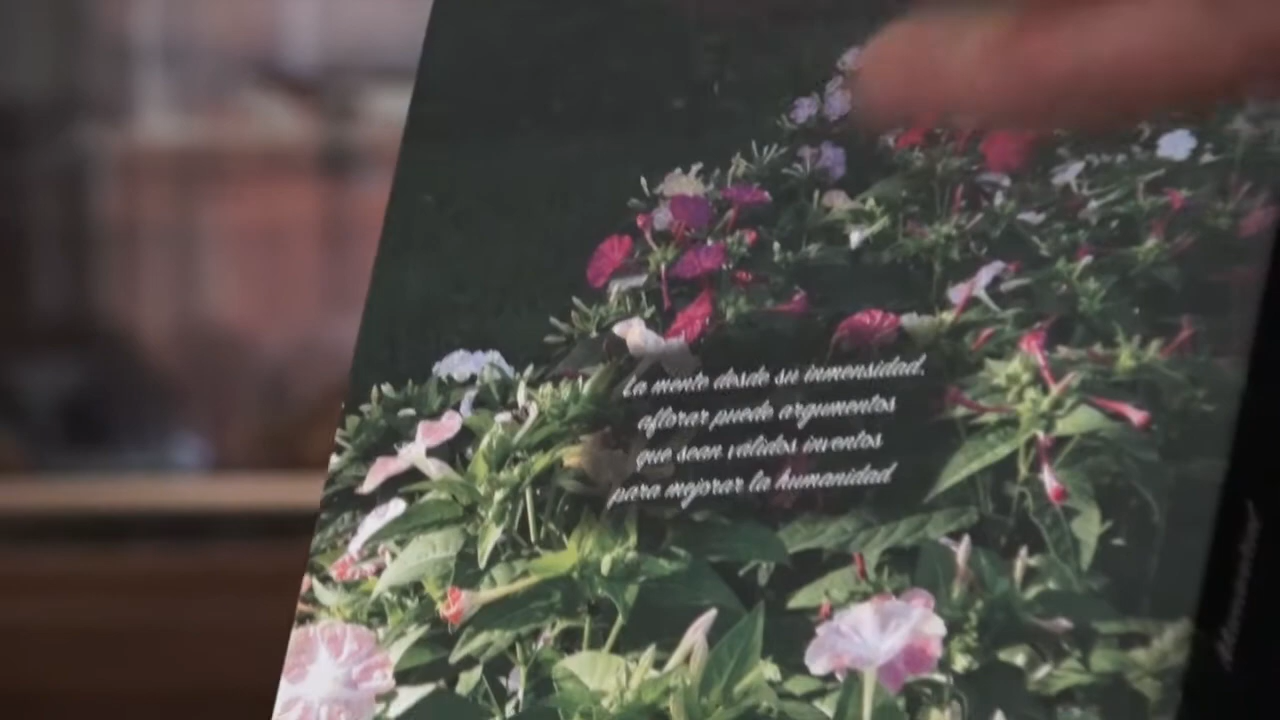 La mente desde su inmensidad,
aflorar puede argumentos
que sean válidos inventos
para mejorar la humanidad